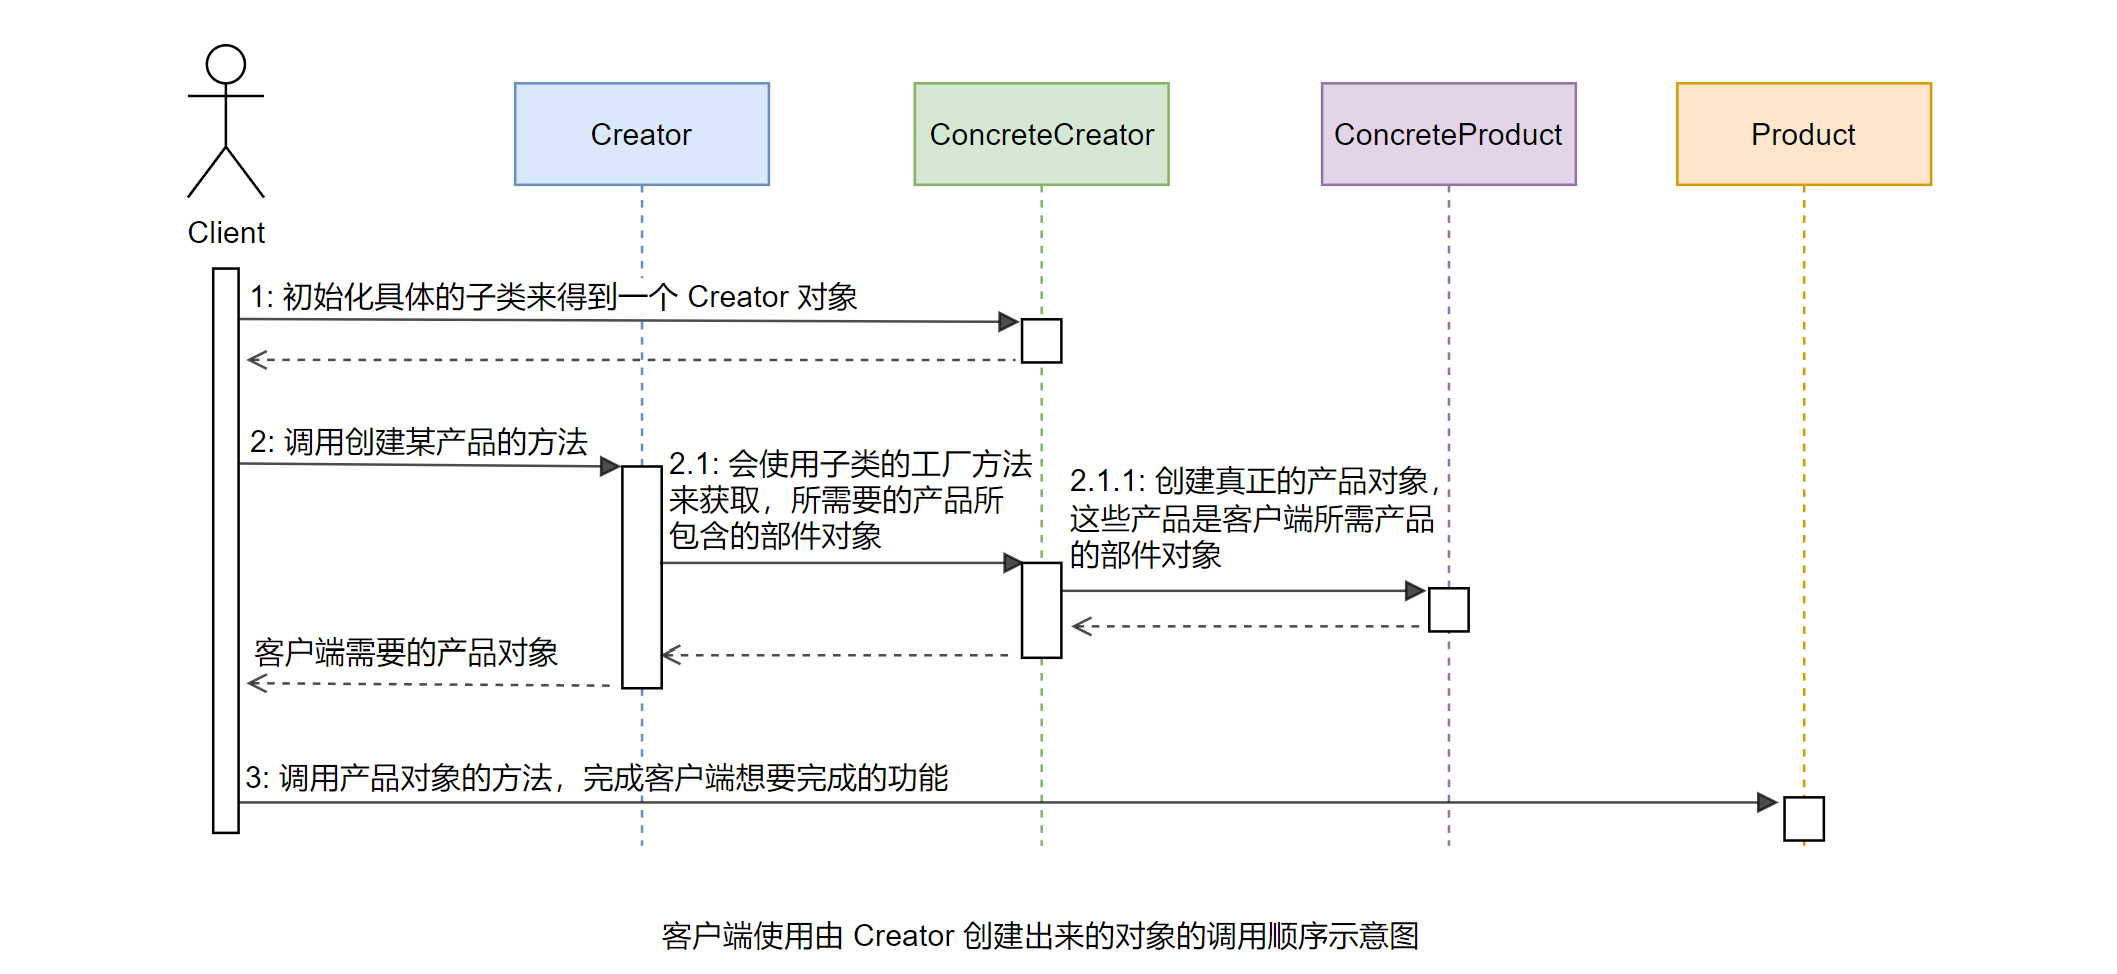 Creator
ConcreteCreator
ConcreteProduct
Product
Client
1: 初始化具体的子类来得到一个 Creator 对象
2: 调用创建某产品的方法
2.1: 会使用子类的工厂方法
来获取，所需要的产品所
包含的部件对象
2.1.1: 创建真正的产品对象，
这些产品是客户端所需产品
的部件对象
客户端需要的产品对象
3: 调用产品对象的方法，完成客户端想要完成的功能
客户端使用由 Creator 创建出来的对象的调用顺序示意图